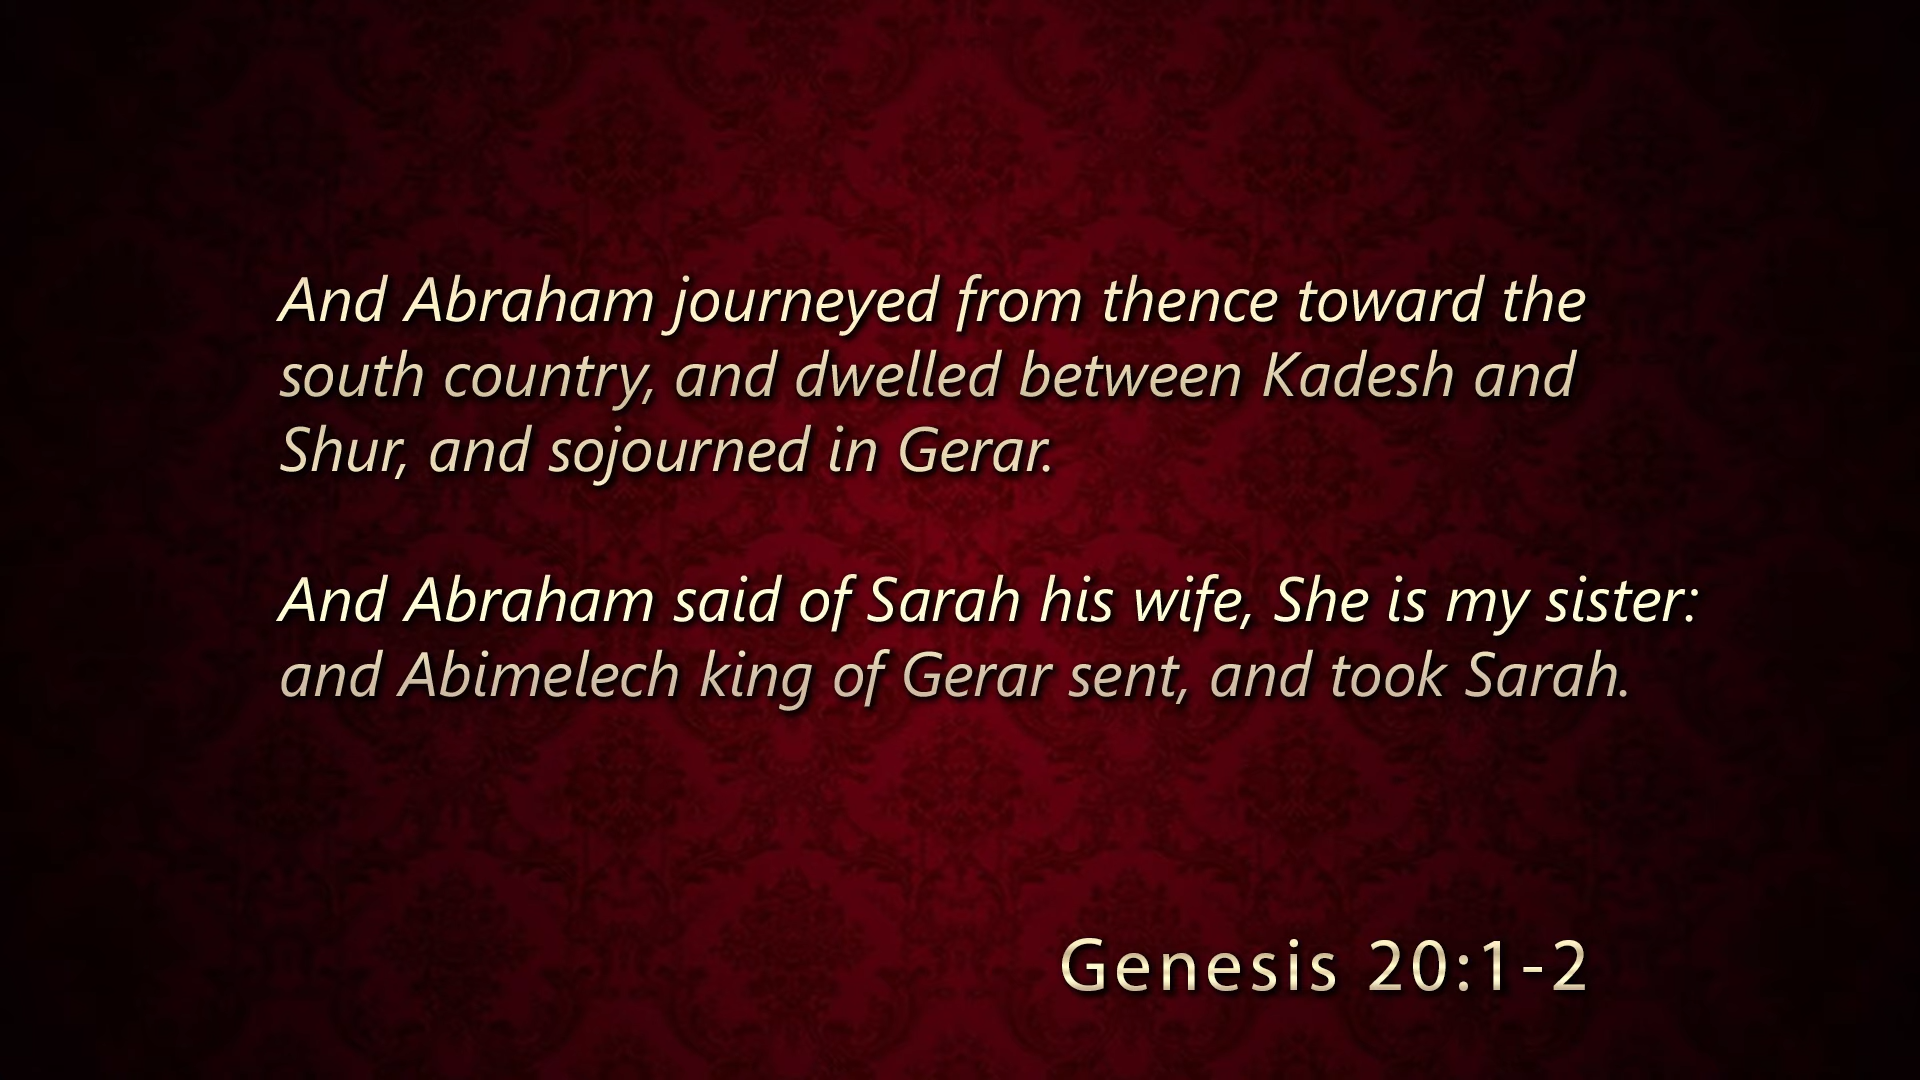 And Abraham journeyed from thence toward the
south country, and dwelled between Kadesh and
Shur, and sojourned in Gerar.
And Abraham said of Sarah his wife, She is my sister:
and Abimelech king of Gerar sent, and took Sarah.
Genesis 20:1-2